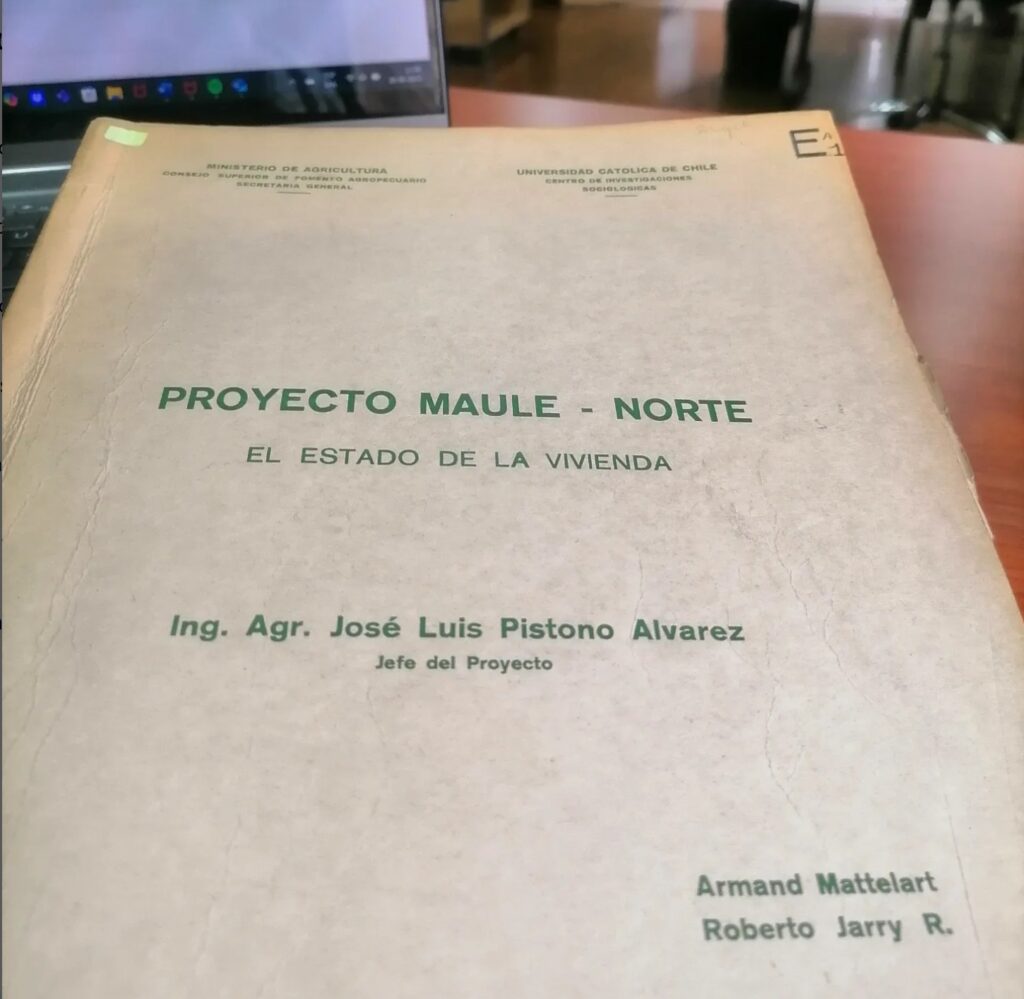 MINISTERIO DE AGRICULTURA
CONSEJO SUPERIOR DE FOMENTO AGROPECUARIO
SECRETARIA GENERAL
UNIVERSIDAD CATOLICA DE CHILE
CENTRO DE INVESTIGACIONES
SOCIOLOGICAS
PROYECTO MAULE - NORTE
EL ESTADO DE LA VIVIENDA
Ing. Agr. José Luis Pistono Alvarez
Jefe del Proyecto
Armand Mattelart
Roberto Jarry R.